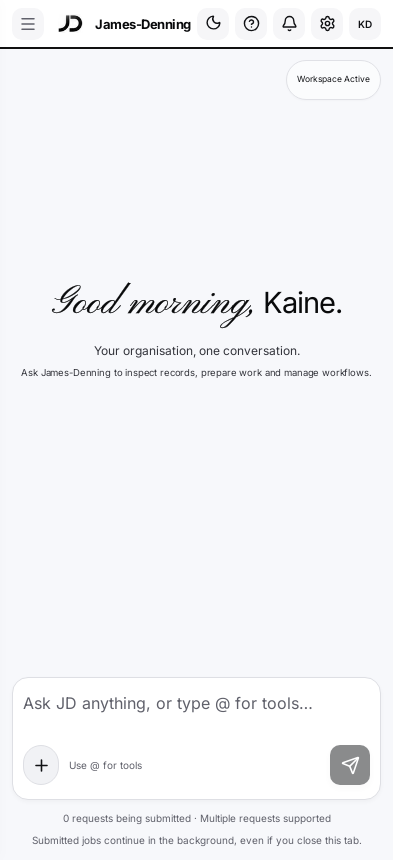 JD James-Denning KD
Workspace Active
Good morning, Kaine.
Your organisation, one conversation.
Ask James-Denning to inspect records, prepare work and manage workflows.
Ask JD anything, or type @ for tools...
Use @ for tools
0 requests being submitted · Multiple requests supported
Submitted jobs continue in the background, even if you close this tab.